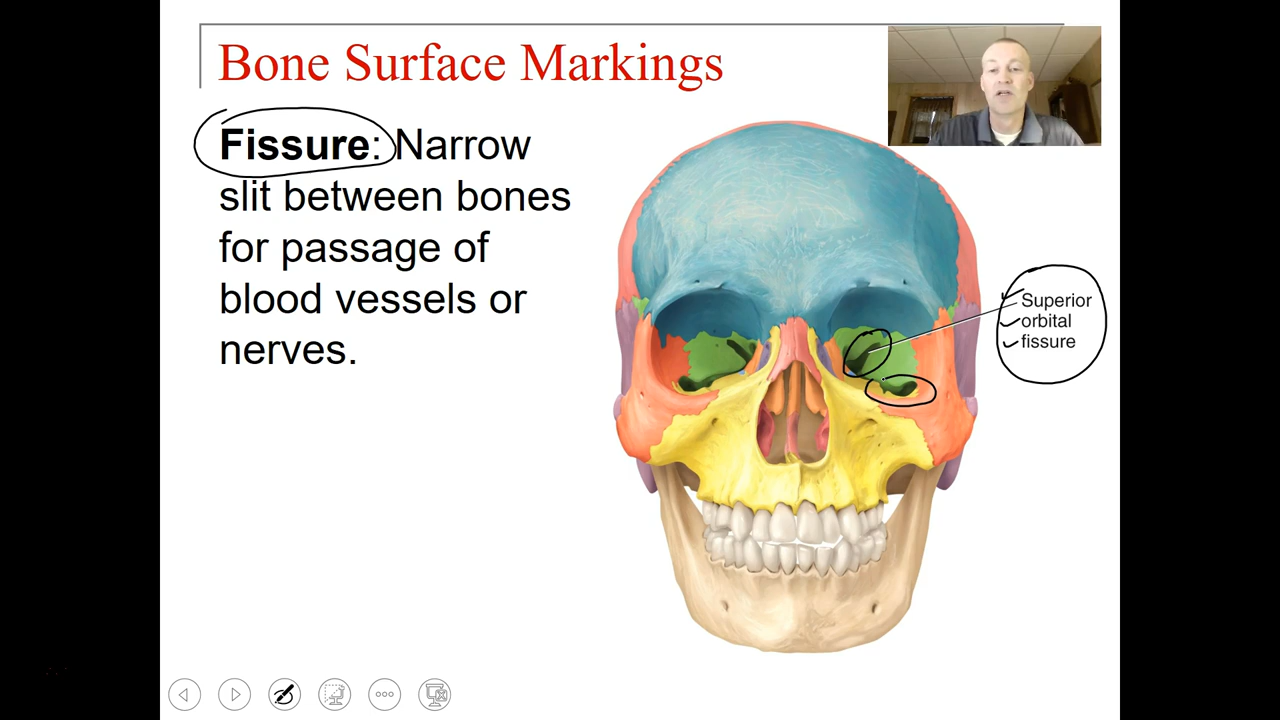 Bone Surface Markings
Fissure: Narrow
slit between bones
for passage of
blood vessels or
nerves.
Superior
orbital
fissure